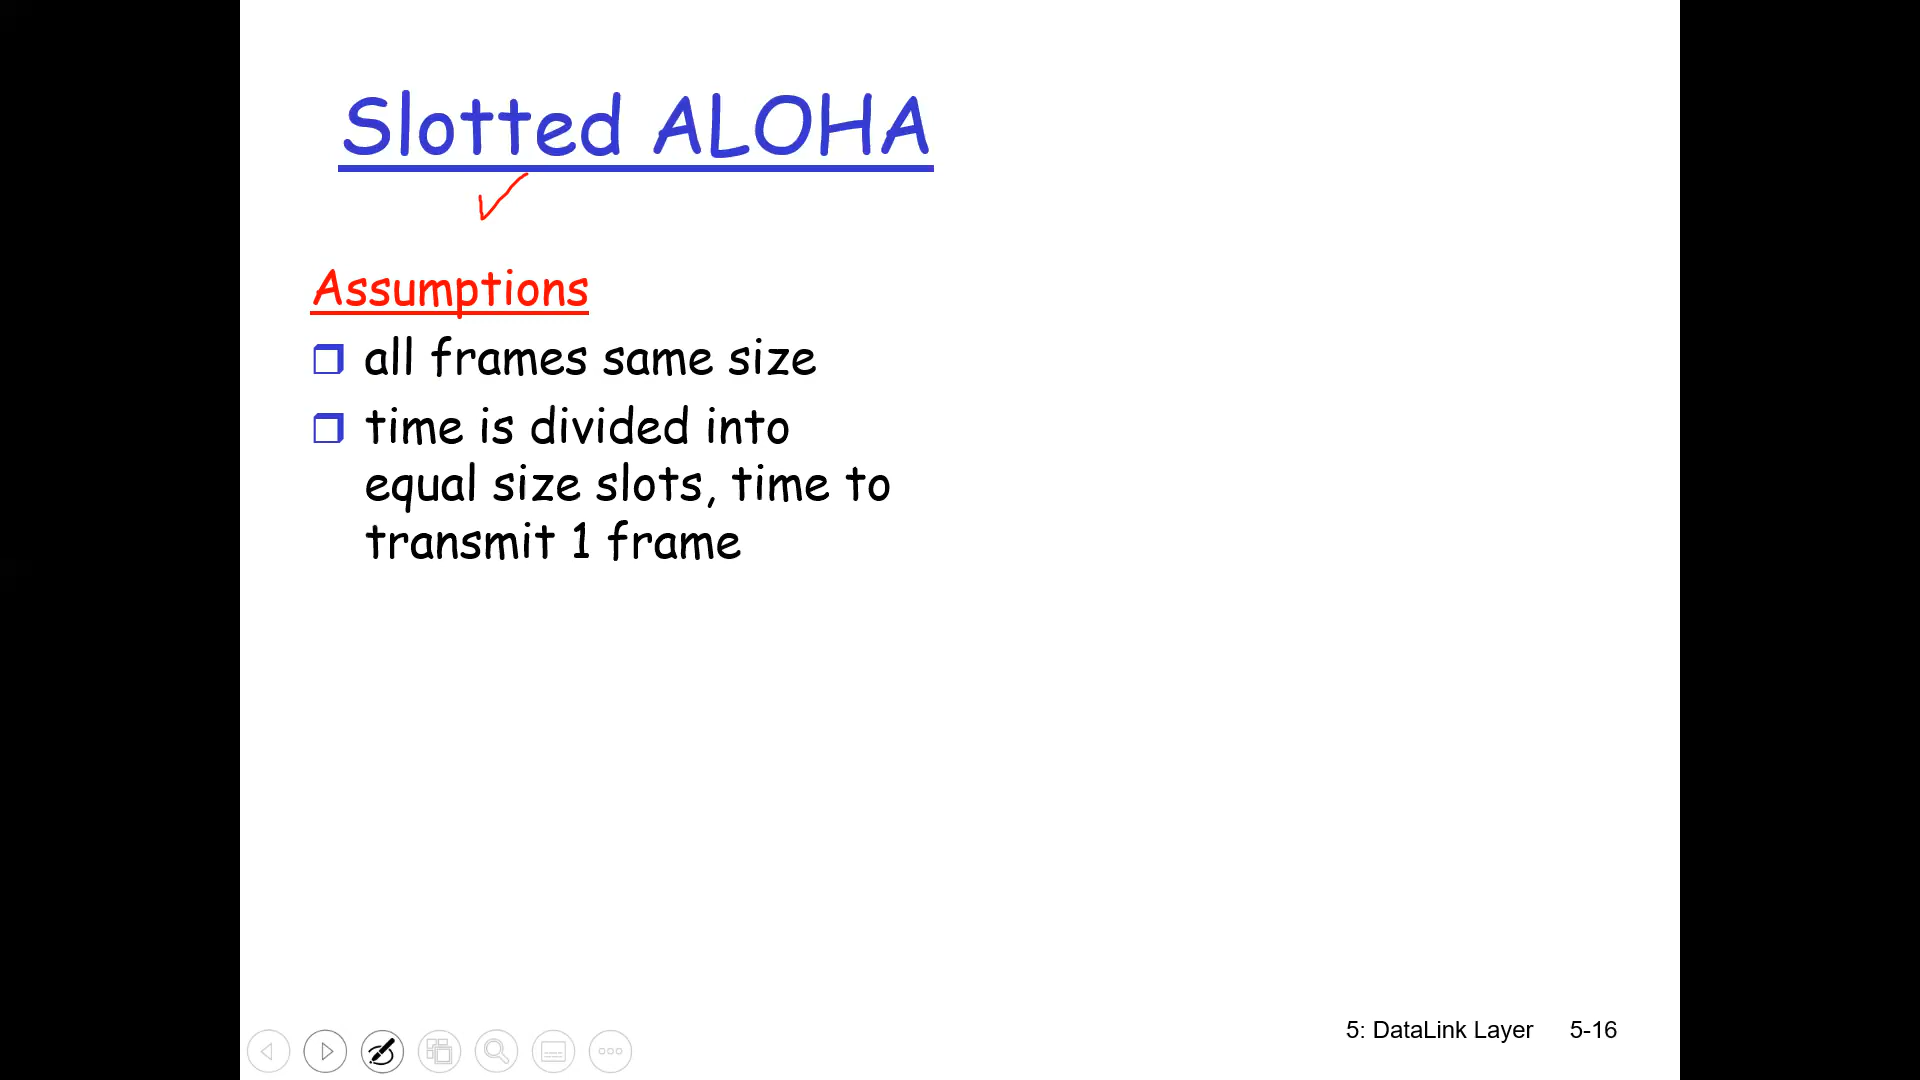 Slotted ALOHA
Assumptions
all frames same size
time is divided into
equal size slots, time to
transmit 1 frame
5: DataLink Layer 5-16